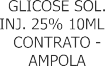 GLICOSE SOL.
INJ. 25% 10ML
CONTRATO -
AMPOLA